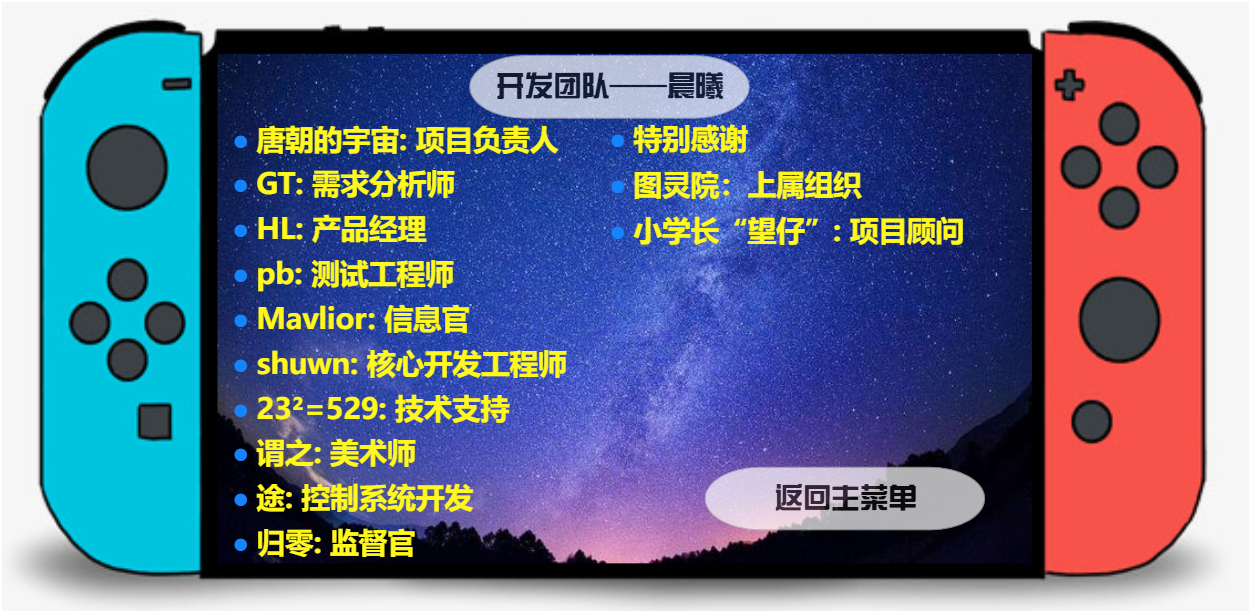 开发团队——晨曦
唐朝的宇宙: 项目负责人
GT: 需求分析师
HL: 产品经理
pb: 测试工程师
Mavlior: 信息官
shuwn: 核心开发工程师
23²=529: 技术支持
谓之: 美术师
途: 控制系统开发
归零: 监督官
特别感谢
图灵院：上属组织
小学长“望仔”: 项目顾问
返回主菜单